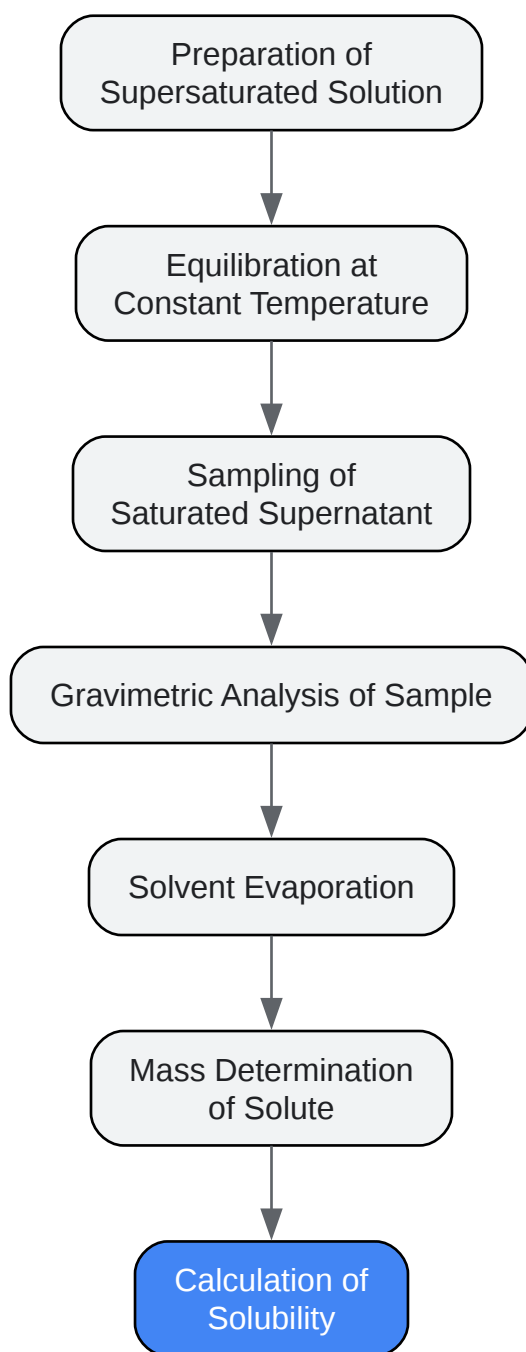 Preparation of
Supersaturated Solution
Equilibration at
Constant Temperature
Sampling of
Saturated Supernatant
Gravimetric Analysis of Sample
Solvent Evaporation
Mass Determination
of Solute
Calculation of
Solubility